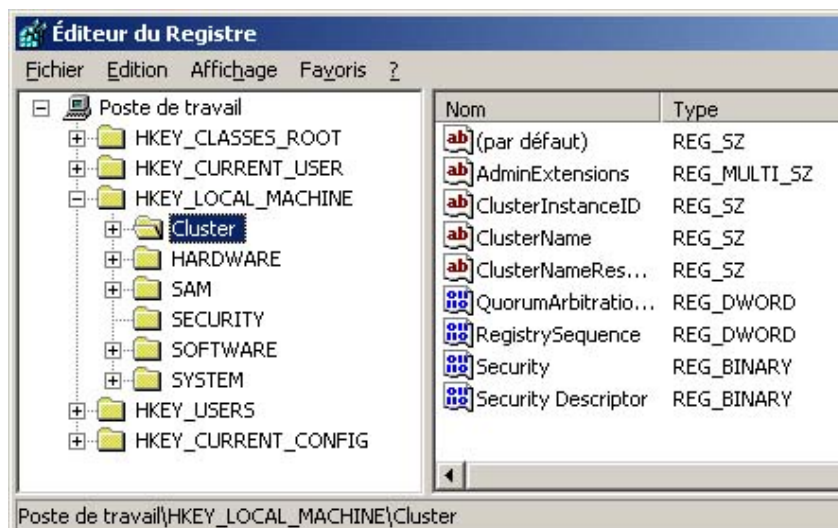 Éditeur du Registre
Fichier Edition Affichage Favoris ?
Poste de travail
HKEY_CLASSES_ROOT
HKEY_CURRENT_USER
HKEY_LOCAL_MACHINE
Cluster
HARDWARE
SAM
SECURITY
SOFTWARE
SYSTEM
HKEY_USERS
HKEY_CURRENT_CONFIG
Nom Type
(par défaut) REG_SZ
AdminExtensions REG_MULTI_SZ
ClusterInstanceID REG_SZ
ClusterName REG_SZ
ClusterNameRes... REG_SZ
QuorumArbitratio... REG_DWORD
RegistrySequence REG_DWORD
Security REG_BINARY
Security Descriptor REG_BINARY
Poste de travail\HKEY_LOCAL_MACHINE\Cluster